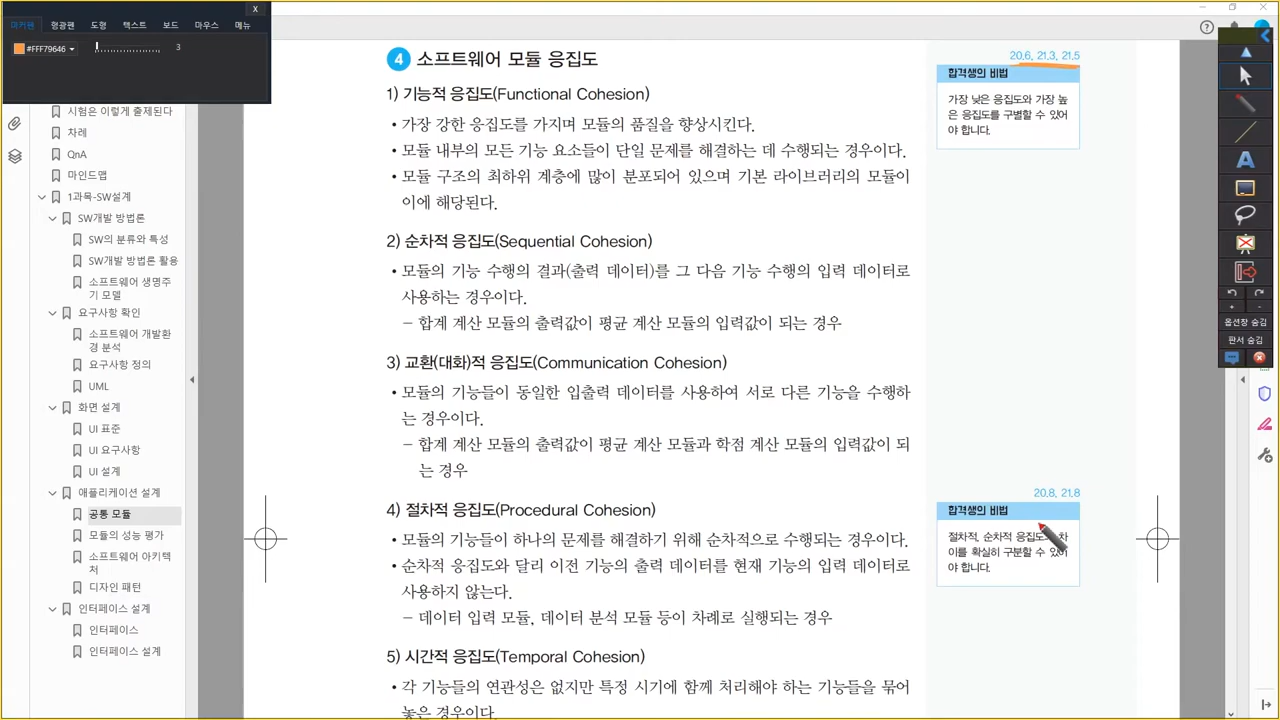 X
마커펜 형광펜 도형 텍스트 보드 마우스 메뉴
#FFF79646 3
시험은 이렇게 출제된다
차례
QnA
마인드맵
1과목-SW설계
SW개발 방법론
SW의 분류와 특성
SW개발 방법론 활용
소프트웨어 생명주
기 모델
요구사항 확인
소프트웨어 개발환
경 분석
요구사항 정의
UML
화면 설계
UI 표준
UI 요구사항
UI 설계
애플리케이션 설계
공통 모듈
모듈의 성능 평가
소프트웨어 아키텍
처
디자인 패턴
인터페이스 설계
인터페이스
인터페이스 설계
4 소프트웨어 모듈 응집도
1) 기능적 응집도(Functional Cohesion)
• 가장 강한 응집도를 가지며 모듈의 품질을 향상시킨다.
• 모듈 내부의 모든 기능 요소들이 단일 문제를 해결하는 데 수행되는 경우이다.
• 모듈 구조의 최하위 계층에 많이 분포되어 있으며 기본 라이브러리의 모듈이
이에 해당된다.
2) 순차적 응집도(Sequential Cohesion)
• 모듈의 기능 수행의 결과(출력 데이터)를 그 다음 기능 수행의 입력 데이터로
사용하는 경우이다.
– 합계 계산 모듈의 출력값이 평균 계산 모듈의 입력값이 되는 경우
3) 교환(대화)적 응집도(Communication Cohesion)
• 모듈의 기능들이 동일한 입출력 데이터를 사용하여 서로 다른 기능을 수행하
는 경우이다.
– 합계 계산 모듈의 출력값이 평균 계산 모듈과 학점 계산 모듈의 입력값이 되
는 경우
4) 절차적 응집도(Procedural Cohesion)
• 모듈의 기능들이 하나의 문제를 해결하기 위해 순차적으로 수행되는 경우이다.
• 순차적 응집도와 달리 이전 기능의 출력 데이터를 현재 기능의 입력 데이터로
사용하지 않는다.
– 데이터 입력 모듈, 데이터 분석 모듈 등이 차례로 실행되는 경우
5) 시간적 응집도(Temporal Cohesion)
• 각 기능들의 연관성은 없지만 특정 시기에 함께 처리해야 하는 기능들을 묶어
놓은 경우이다.
20.6, 21.3, 21.5
합격생의 비법
가장 낮은 응집도와 가장 높
은 응집도를 구별할 수 있어
야 합니다.
20.8, 21.8
합격생의 비법
절차적, 순차적 응집도 차
이를 확실히 구분할 수 있어
야 합니다.
A
옵션창 숨김
판서 숨김